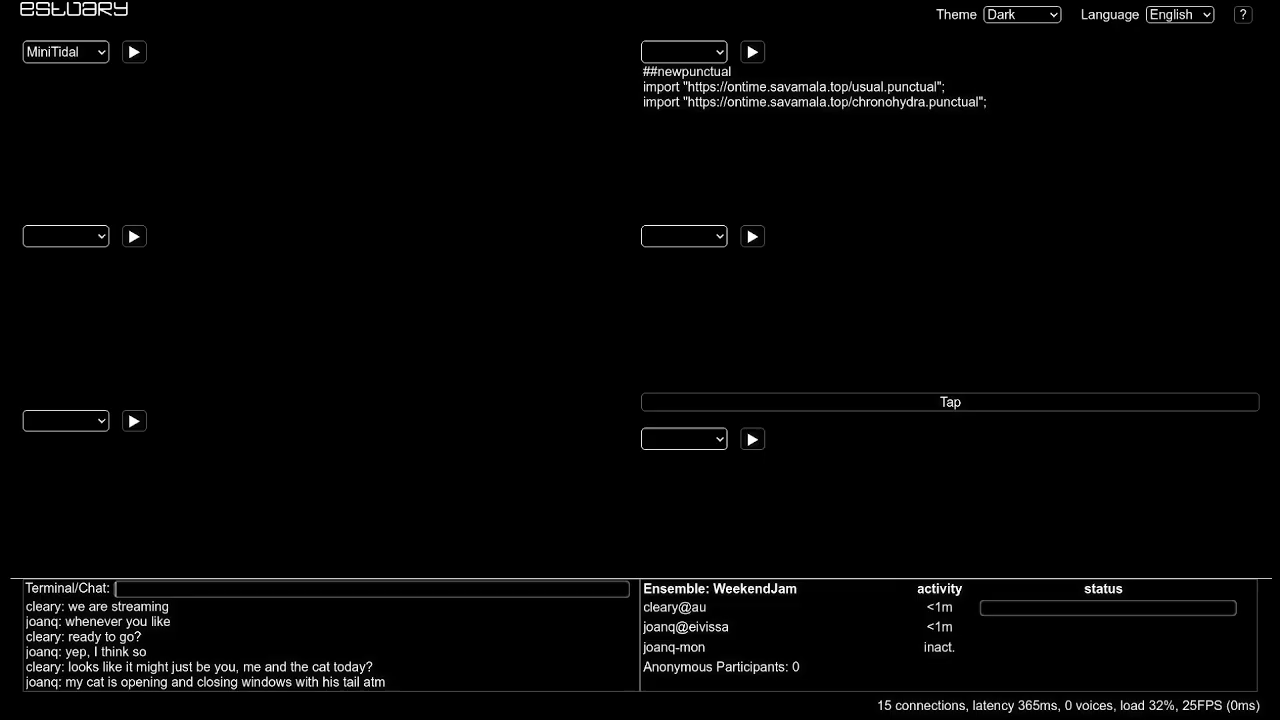 estuary
Theme Dark Language English ?
MiniTidal
##newpunctual
import "https://ontime.savamala.top/usual.punctual";
import "https://ontime.savamala.top/chronohydra.punctual";
Tap
Terminal/Chat:
cleary: we are streaming
joanq: whenever you like
cleary: ready to go?
joanq: yep, I think so
cleary: looks like it might just be you, me and the cat today?
joanq: my cat is opening and closing windows with his tail atm
Ensemble: WeekendJam activity status
cleary@au <1m
joanq@eivissa <1m
joanq-mon inact.
Anonymous Participants: 0
15 connections, latency 365ms, 0 voices, load 32%, 25FPS (0ms)